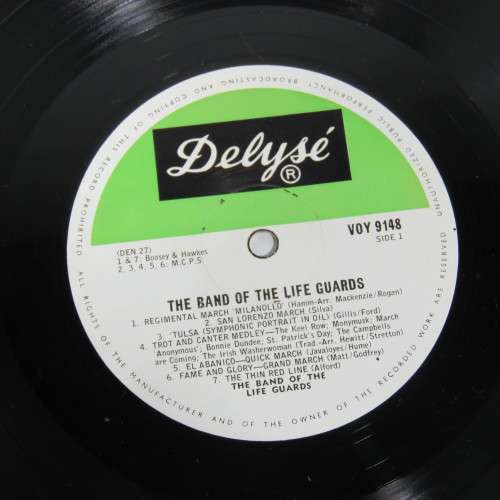 Delysé
®
VOY 9148
SIDE 1
(DEN.27)
1 & 7: Boosey & Hawkes
2, 3, 4, 5, 6: M.C.P.S.
THE BAND OF THE LIFE GUARDS
1. REGIMENTAL MARCH 'MILANOLLO' (Hamm-Arr. Mackenzie/Rogan)
2. SAN LORENZO MARCH (Silva)
3. 'TULSA (SYMPHONIC PORTRAIT IN OIL) (Gillis/Ford)
4. TROT AND CANTER MEDLEY—The Keel Row; Monymusk; March
'Anonymous'; Bonnie Dundee; St. Patrick's Day; The Campbells
are Coming; The Irish Washerwoman (Trad.-Arr. Hewitt/Stretton)
5. EL ABANICO—QUICK MARCH (Javaloyes/Hume)
6. FAME AND GLORY—GRAND MARCH (Matt/Godfrey)
7. THE THIN RED LINE (Alford)
THE BAND OF THE
LIFE GUARDS
ALL RIGHTS OF THE MANUFACTURER AND OF THE OWNER OF THE RECORDED WORK ARE RESERVED. UNAUTHORIZED PUBLIC PERFORMANCE BROADCASTING AND COPYING OF THIS RECORD PROHIBITED